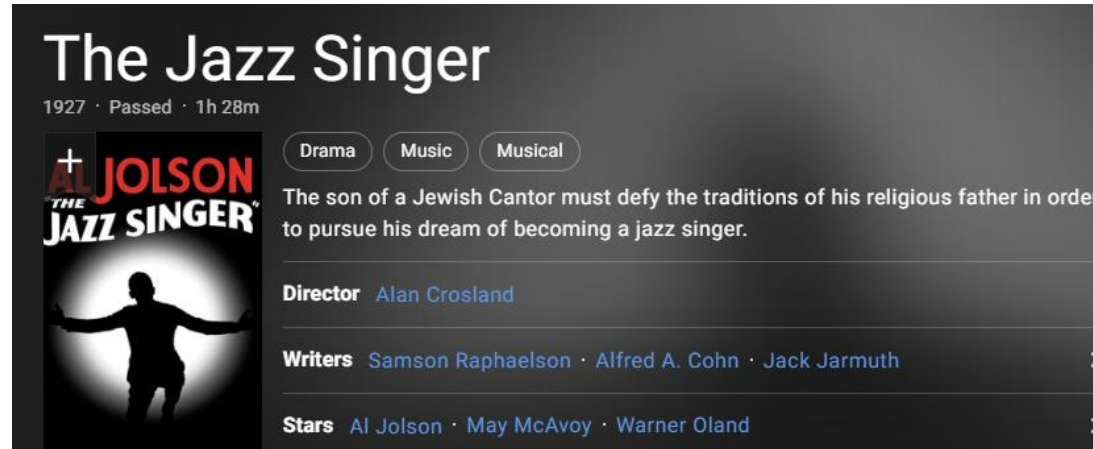 The Jazz Singer
1927 · Passed · 1h 28m
AL JOLSON
"THE
JAZZ SINGER"
Drama
Music
Musical
The son of a Jewish Cantor must defy the traditions of his religious father in orde
to pursue his dream of becoming a jazz singer.
Director Alan Crosland
Writers Samson Raphaelson · Alfred A. Cohn · Jack Jarmuth
Stars Al Jolson · May McAvoy · Warner Oland